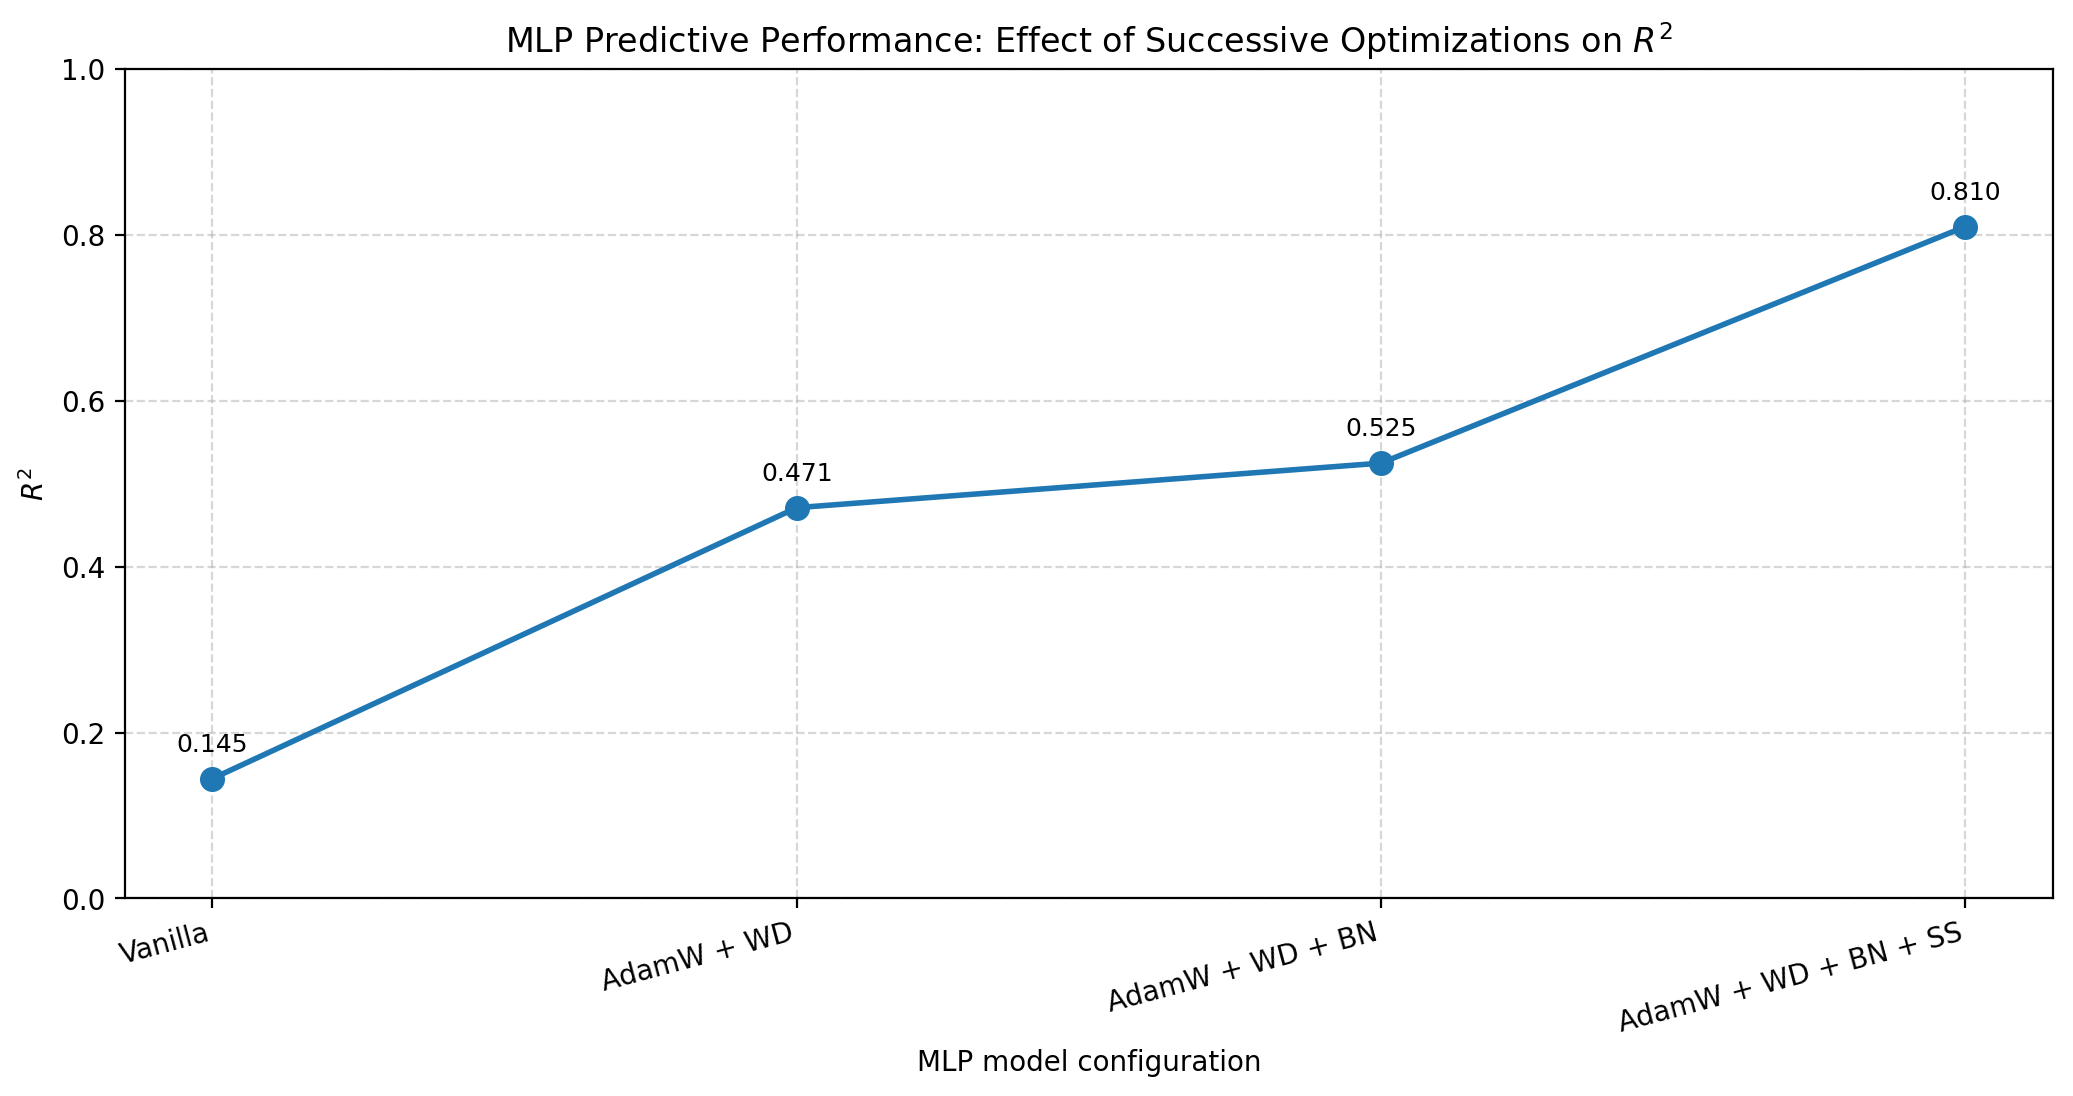 MLP Predictive Performance: Effect of Successive Optimizations on R²
1.0
0.8
0.6
0.4
0.2
0.0
R²
0.145
0.471
0.525
0.810
Vanilla
AdamW + WD
AdamW + WD + BN
AdamW + WD + BN + SS
MLP model configuration